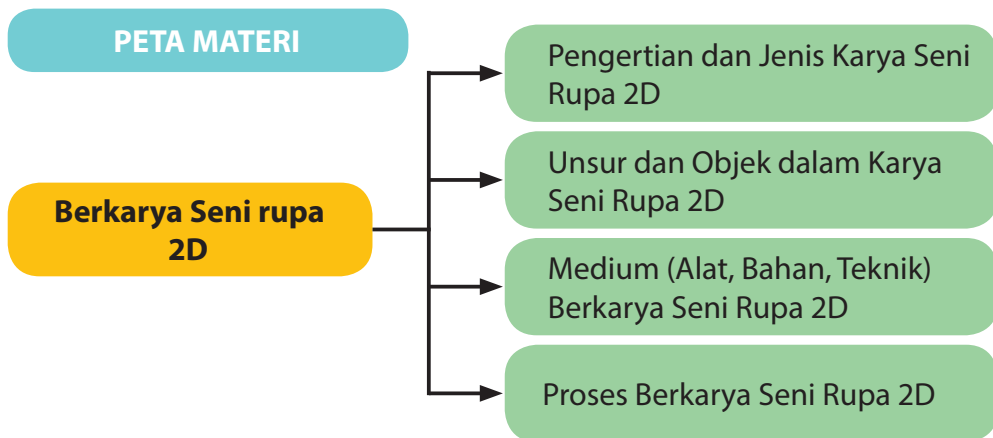 PETA MATERI
Berkarya Seni rupa
2D
Pengertian dan Jenis Karya Seni
Rupa 2D
Unsur dan Objek dalam Karya
Seni Rupa 2D
Medium (Alat, Bahan, Teknik)
Berkarya Seni Rupa 2D
Proses Berkarya Seni Rupa 2D